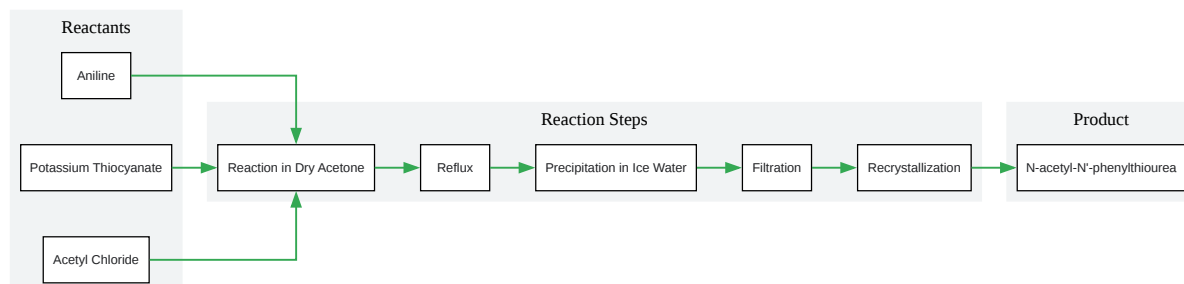 Reactants
Aniline
Reaction Steps
Product
Potassium Thiocyanate
Reaction in Dry Acetone
Reflux
Precipitation in Ice Water
Filtration
Recrystallization
N-acetyl-N'-phenylthiourea
Acetyl Chloride